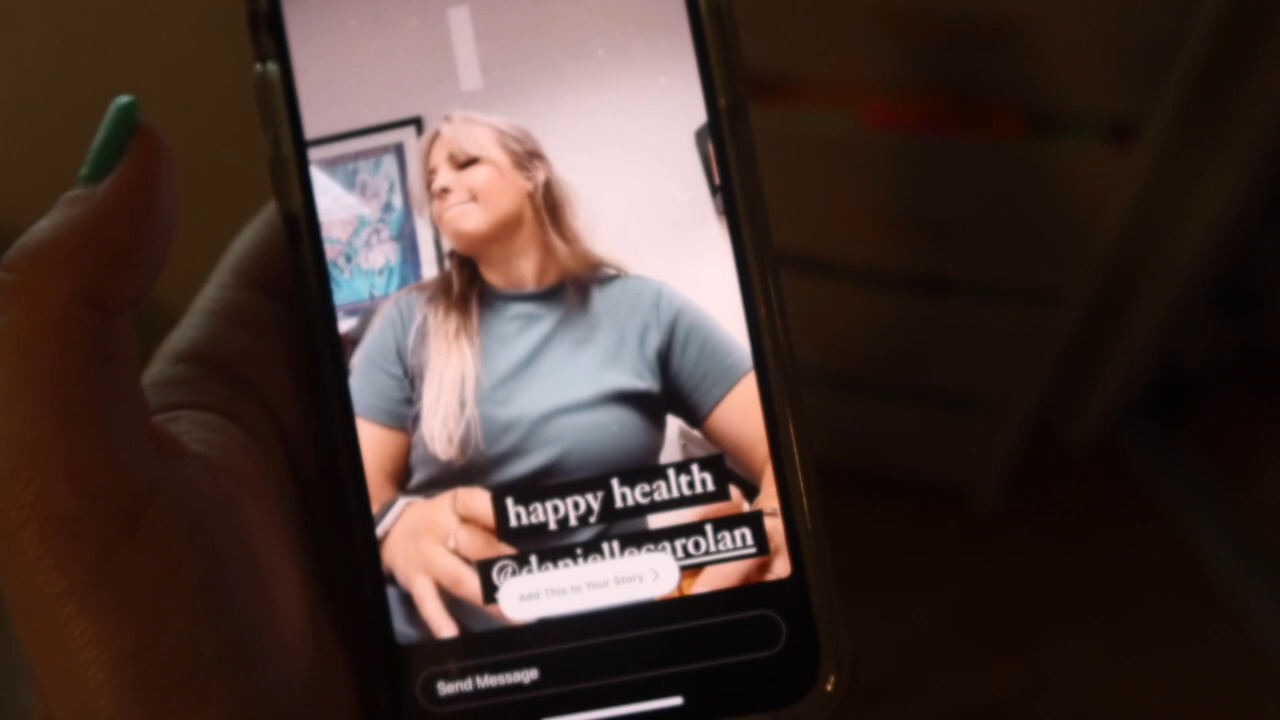 happy health
@daniellecarolan
Add This to Your Story
Send Message